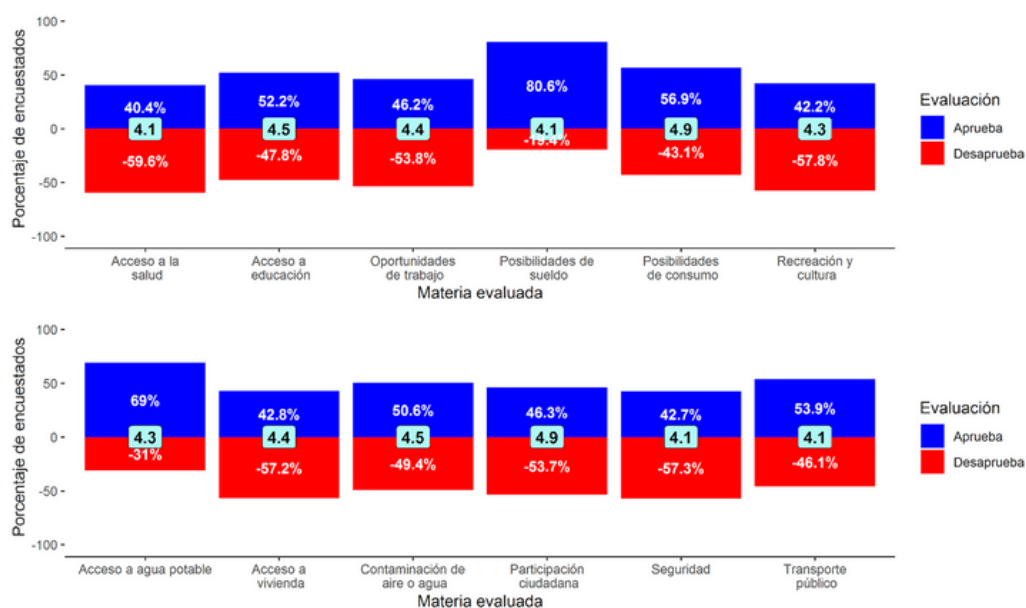 100
50
0
-50
-100
Porcentaje de encuestados
40.4% 52.2% 46.2% 80.6% 56.9% 42.2%
4.1 4.5 4.4 4.1 4.9 4.3
-59.6% -47.8% -53.8% -19.4% -43.1% -57.8%
Evaluación
Aprueba
Desaprueba
Acceso a la
salud
Acceso a
educación
Oportunidades
de trabajo
Posibilidades de
sueldo
Posibilidades
de consumo
Recreación y
cultura
Materia evaluada
100
50
0
-50
-100
Porcentaje de encuestados
69% 42.8% 50.6% 46.3% 42.7% 53.9%
4.3 4.4 4.5 4.9 4.1 4.1
-31% -57.2% -49.4% -53.7% -57.3% -46.1%
Evaluación
Aprueba
Desaprueba
Acceso a agua potable
Acceso a
vivienda
Contaminación de
aire o agua
Participación
ciudadana
Seguridad
Transporte
público
Materia evaluada